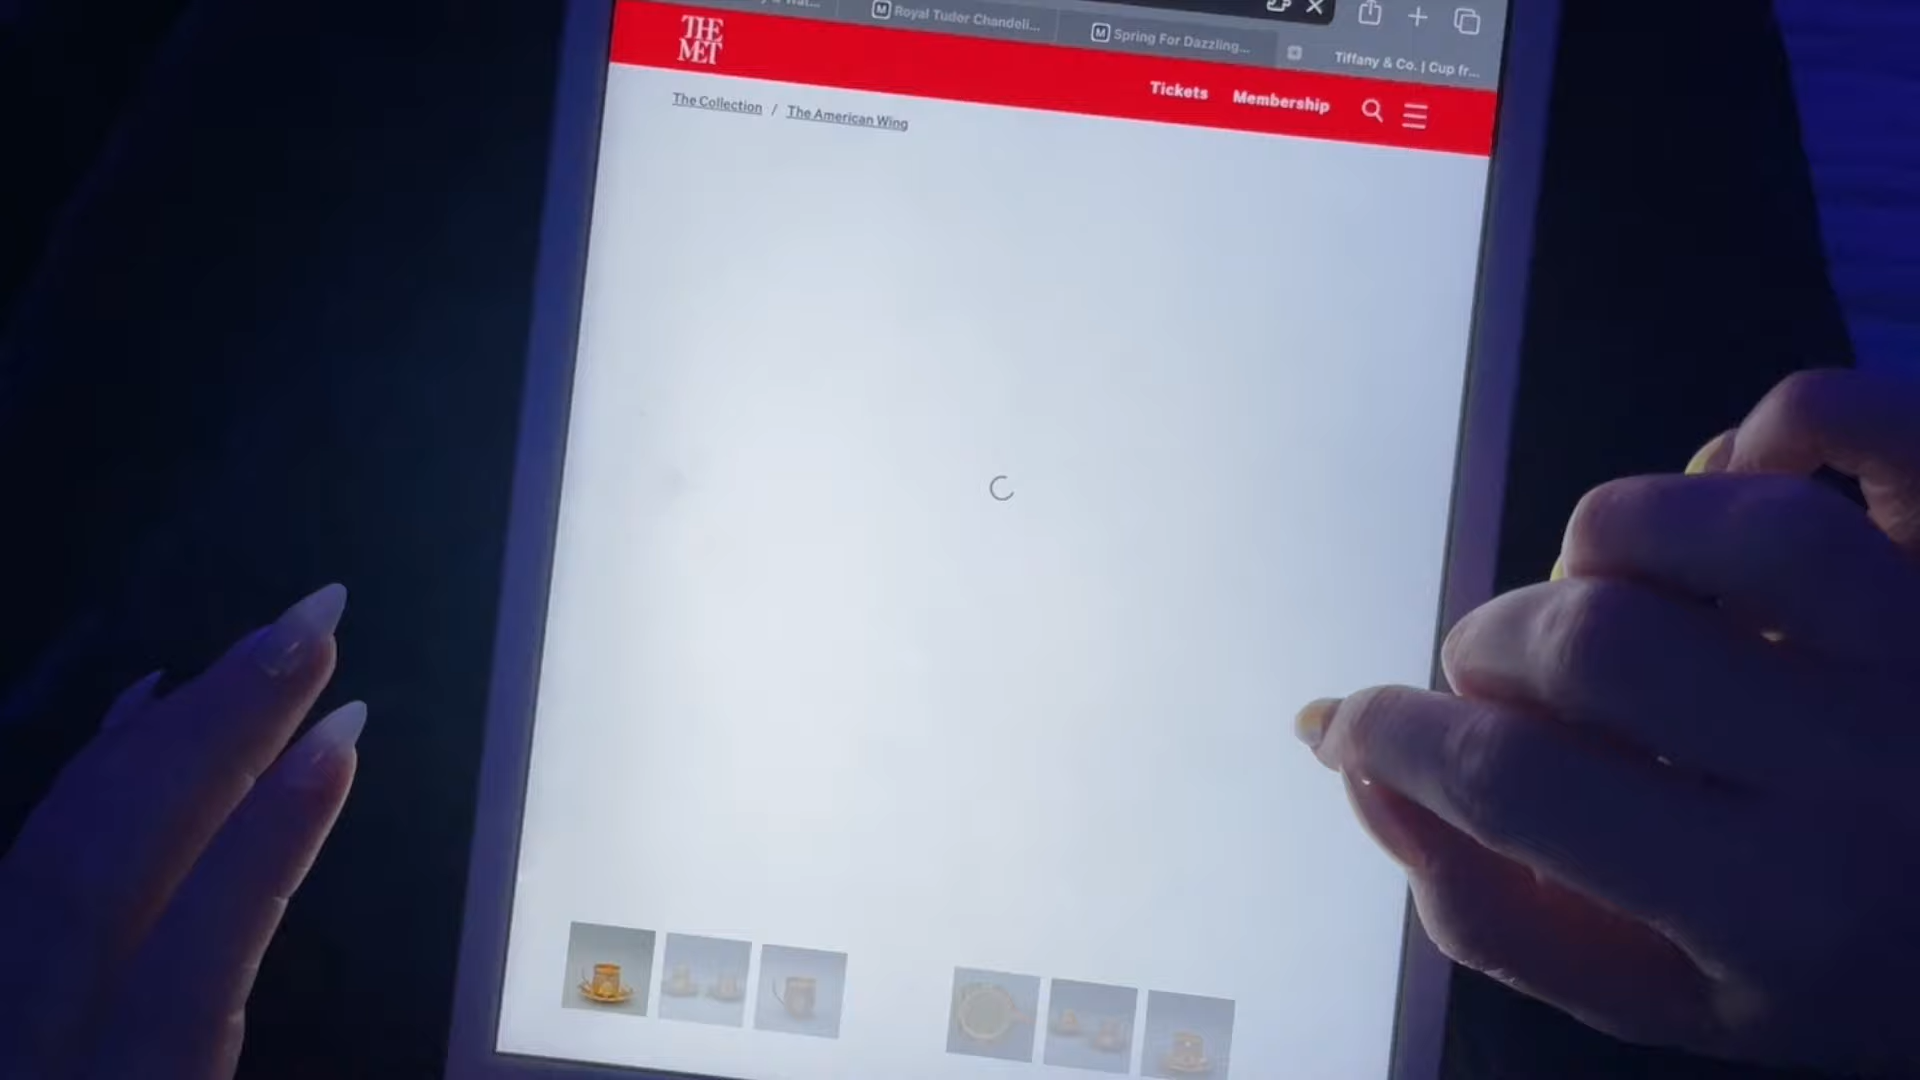 Royal Tudor Chandeli...
Spring For Dazzling...
Tiffany & Co. | Cup fr...
THE
MET
Tickets
Membership
The Collection / The American Wing